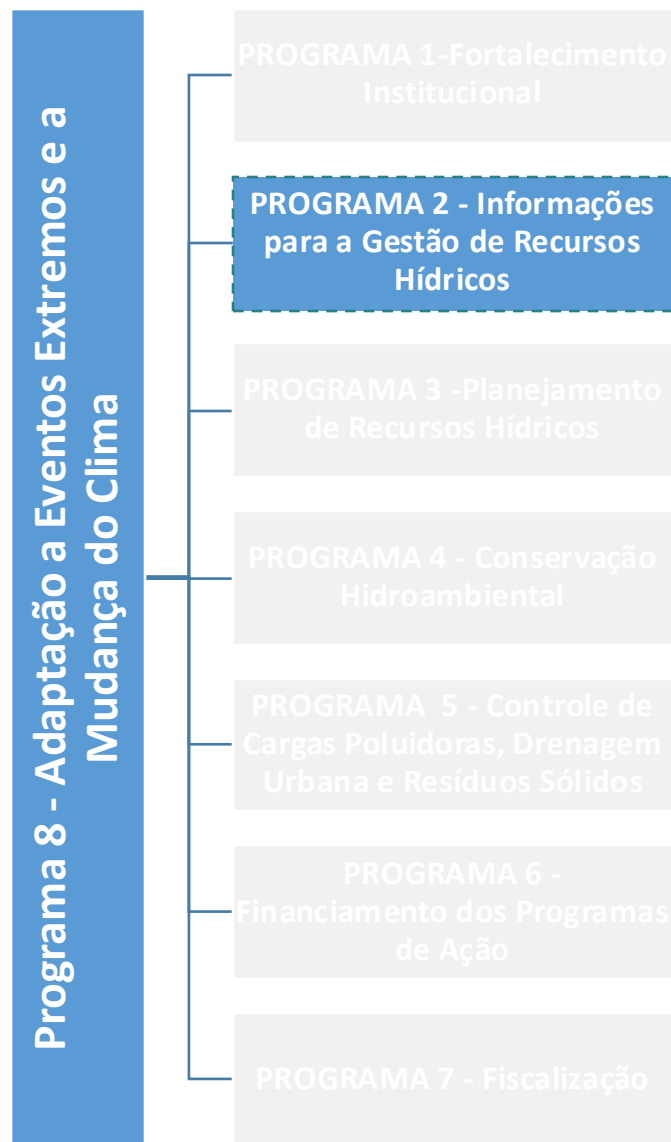 Programa 8 - Adaptação a Eventos Extremos e a
Mudança do Clima
PROGRAMA 1-Fortalecimento
Institucional
PROGRAMA 2 - Informações
para a Gestão de Recursos
Hídricos
PROGRAMA 3 -Planejamento
de Recursos Hídricos
PROGRAMA 4 - Conservação
Hidroambiental
PROGRAMA 5 - Controle de
Cargas Poluidoras, Drenagem
Urbana e Resíduos Sólidos
PROGRAMA 6 -
Financiamento dos Programas
de Ação
PROGRAMA 7 - Fiscalização